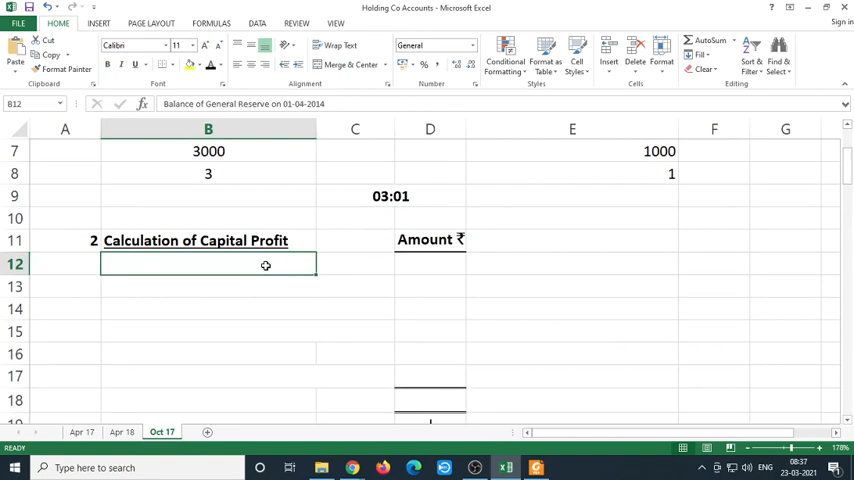 Holding Co Accounts - Microsoft Excel
Sign in
FILE HOME INSERT PAGE LAYOUT FORMULAS DATA REVIEW VIEW
Paste
Cut
Copy
Format Painter
Clipboard
Calibri 11
B I U
Font
Wrap Text
Merge & Center
Alignment
General
% ,
Number
Conditional Formatting
Format as Table
Cell Styles
Styles
Insert
Delete
Format
Cells
AutoSum
Fill
Clear
Sort & Filter
Find & Select
Editing
B12
fx
Balance of General Reserve on 01-04-2014
A B C D E F G
7 3000 1000
8 3 1
9 03:01
10
11 2 Calculation of Capital Profit Amount ₹
12
13
14
15
16
17
18
Apr 17 Apr 18 Oct 17
READY
178%
Type here to search
ENG
08:37
23-03-2021